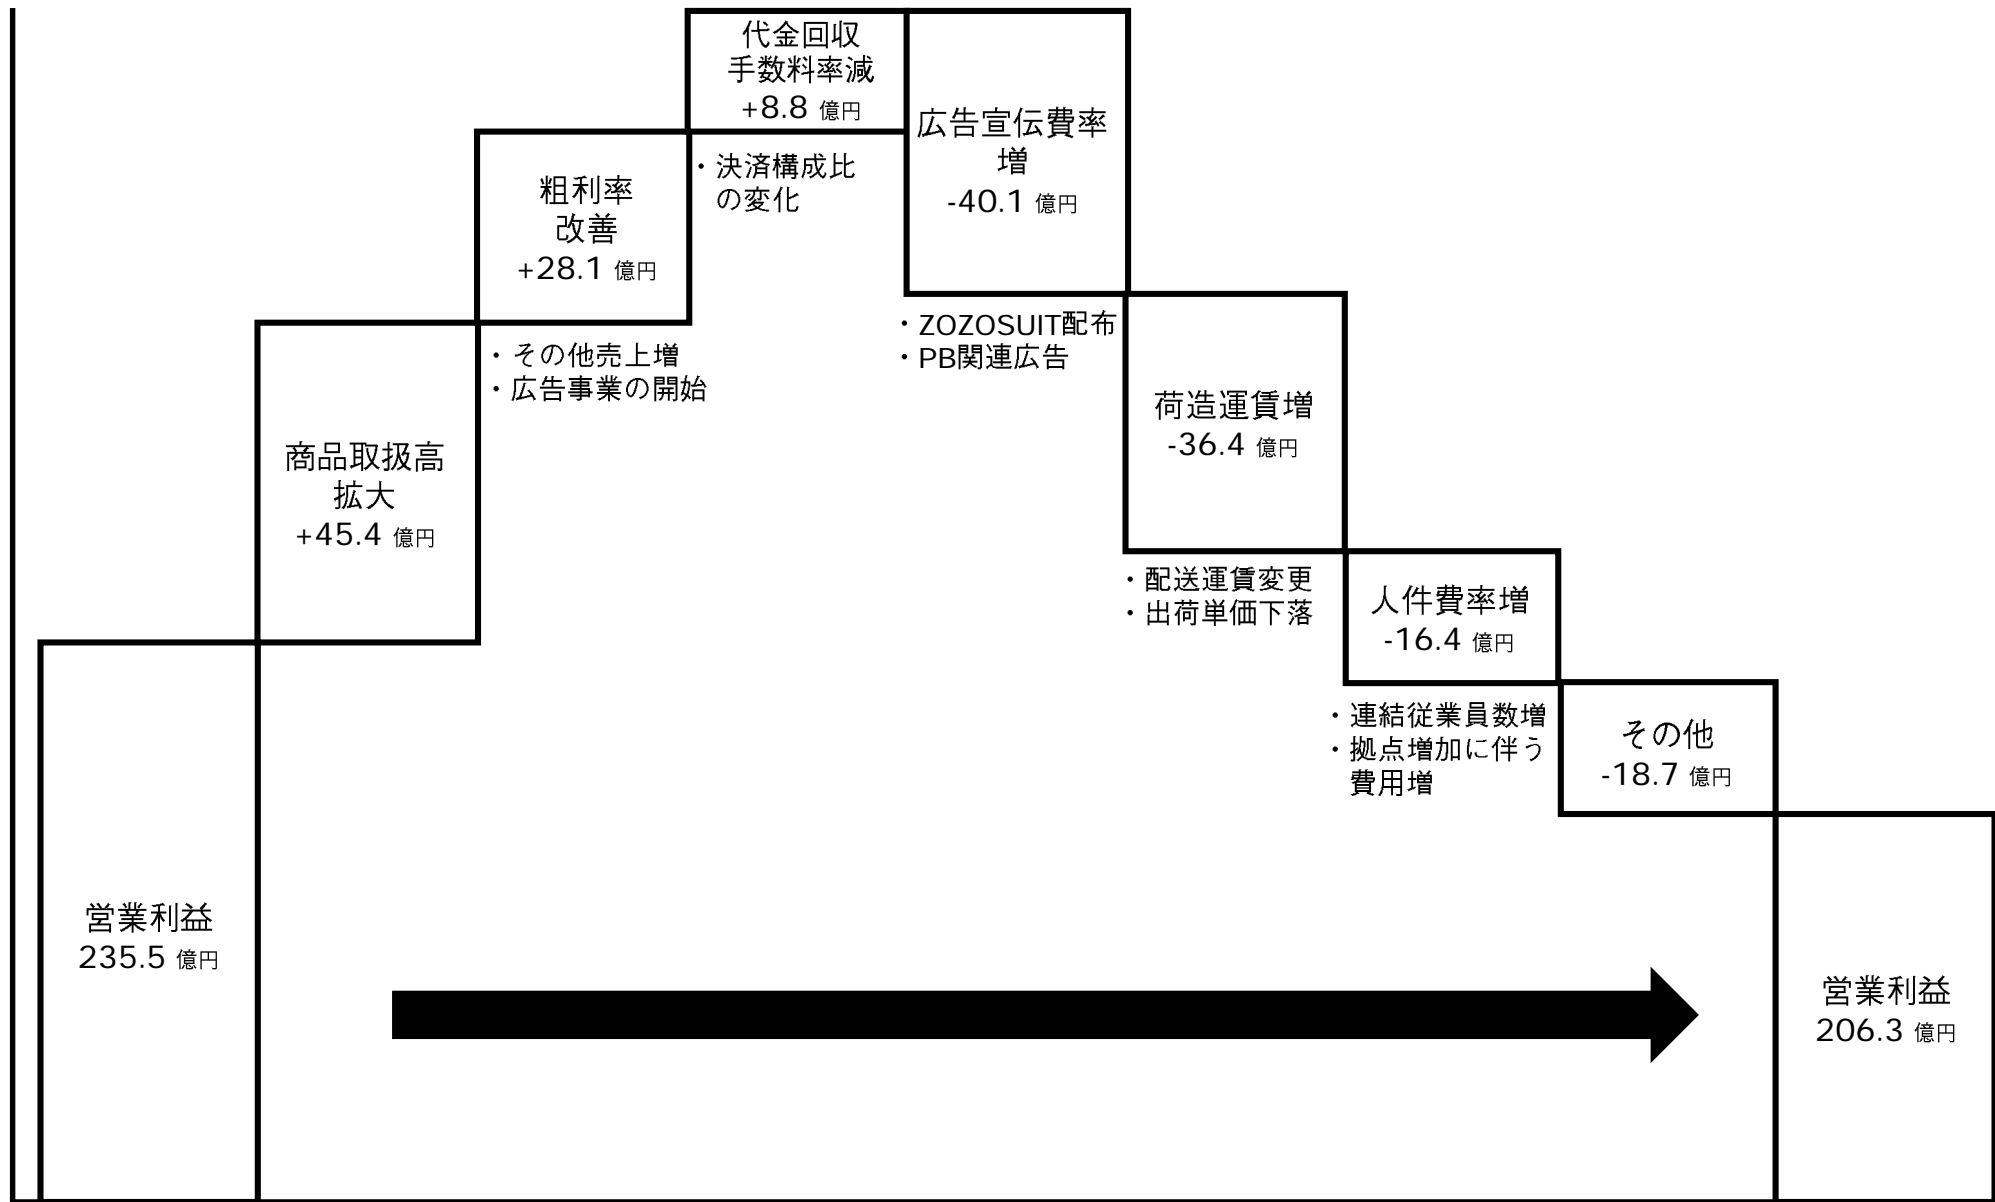 営業利益
235.5 億円
商品取扱高
拡大
+45.4 億円
粗利率
改善
+28.1 億円
・その他売上増
・広告事業の開始
代金回収
手数料率減
+8.8 億円
・決済構成比
の変化
広告宣伝費率
増
-40.1 億円
・ZOZOSUIT配布
・PB関連広告
荷造運賃増
-36.4 億円
・配送運賃変更
・出荷単価下落
人件費率増
-16.4 億円
・連結従業員数増
・拠点増加に伴う
費用増
その他
-18.7 億円
営業利益
206.3 億円